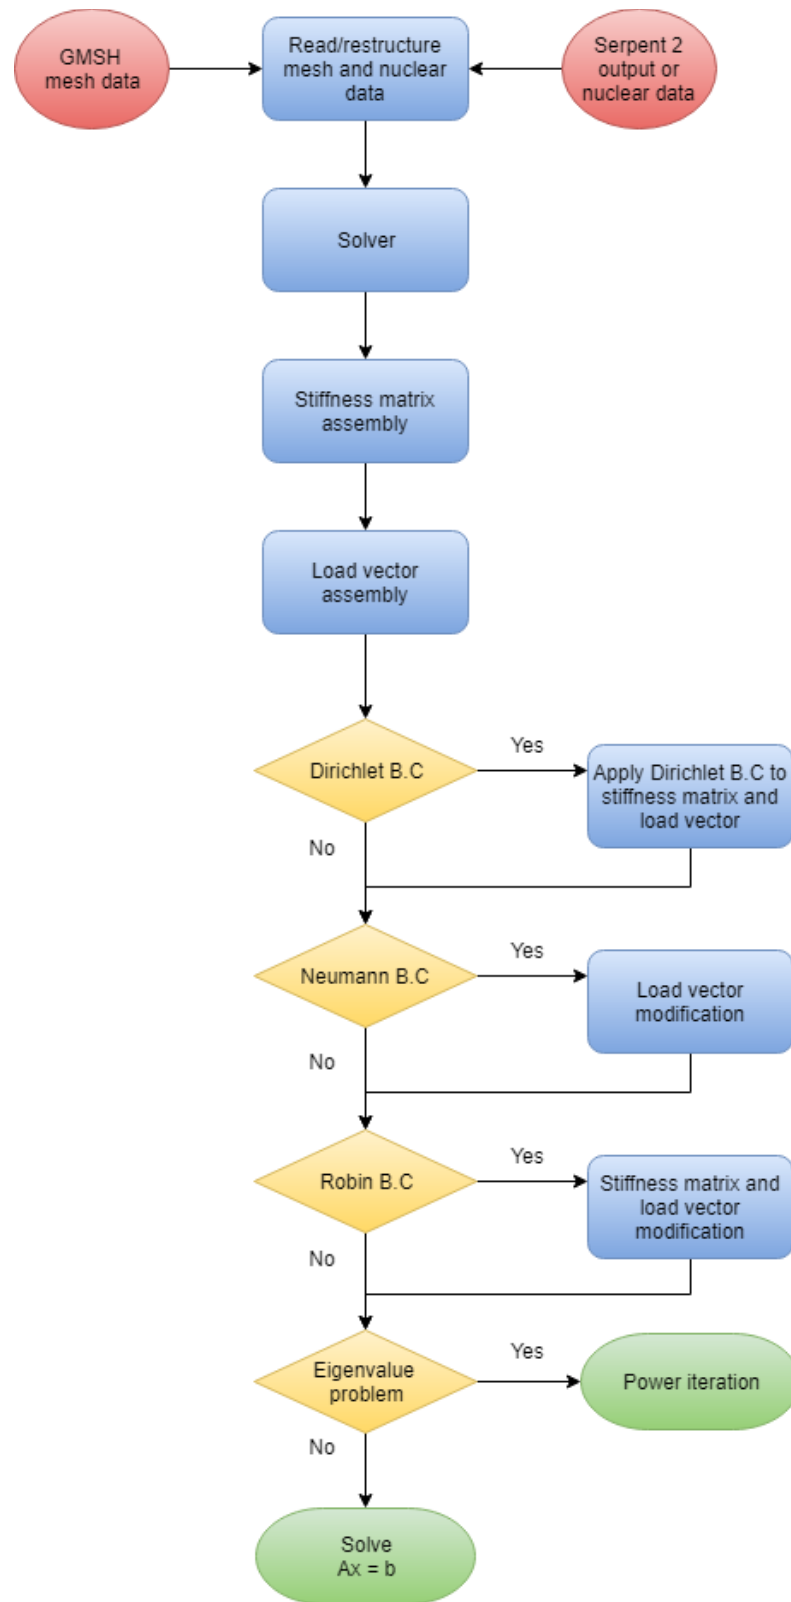 GMSH
mesh data
Read/restructure
mesh and nuclear
data
Serpent 2
output or
nuclear data
Solver
Stiffness matrix
assembly
Load vector
assembly
Dirichlet B.C
Yes
Apply Dirichlet B.C to
stiffness matrix and
load vector
No
Neumann B.C
Yes
Load vector
modification
No
Robin B.C
Yes
Stiffness matrix and
load vector
modification
No
Eigenvalue
problem
Yes
Power iteration
No
Solve
Ax = b